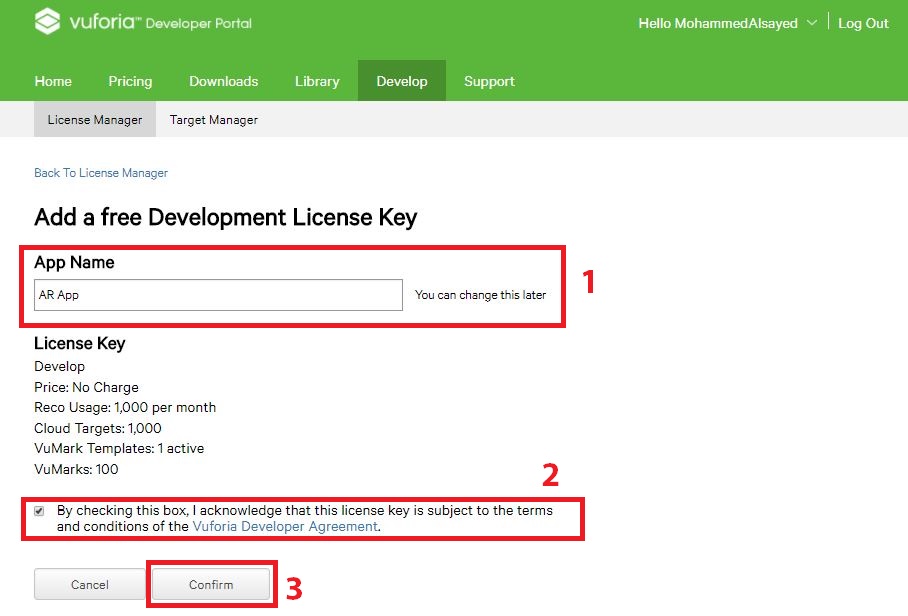 vuforia™ Developer Portal
Hello MohammedAlsayed Log Out
Home Pricing Downloads Library Develop Support
License Manager Target Manager
Back To License Manager
Add a free Development License Key
App Name
AR App You can change this later
1
License Key
Develop
Price: No Charge
Reco Usage: 1,000 per month
Cloud Targets: 1,000
VuMark Templates: 1 active
VuMarks: 100
2
By checking this box, I acknowledge that this license key is subject to the terms
and conditions of the Vuforia Developer Agreement.
Cancel Confirm 3